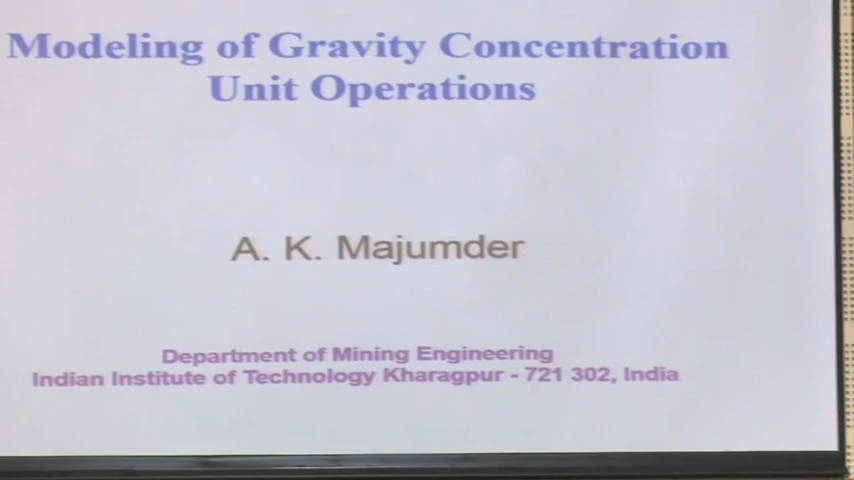 Modeling of Gravity Concentration
Unit Operations
A. K. Majumder
Department of Mining Engineering
Indian Institute of Technology Kharagpur - 721 302, India